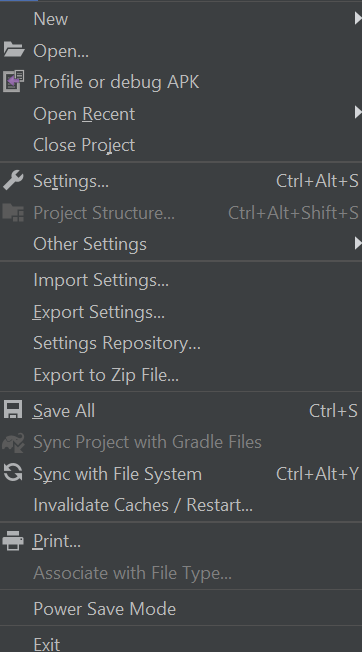 New
Open...
Profile or debug APK
Open Recent
Close Project
Settings... Ctrl+Alt+S
Project Structure... Ctrl+Alt+Shift+S
Other Settings
Import Settings...
Export Settings...
Settings Repository...
Export to Zip File...
Save All Ctrl+S
Sync Project with Gradle Files
Sync with File System Ctrl+Alt+Y
Invalidate Caches / Restart...
Print...
Associate with File Type...
Power Save Mode
Exit